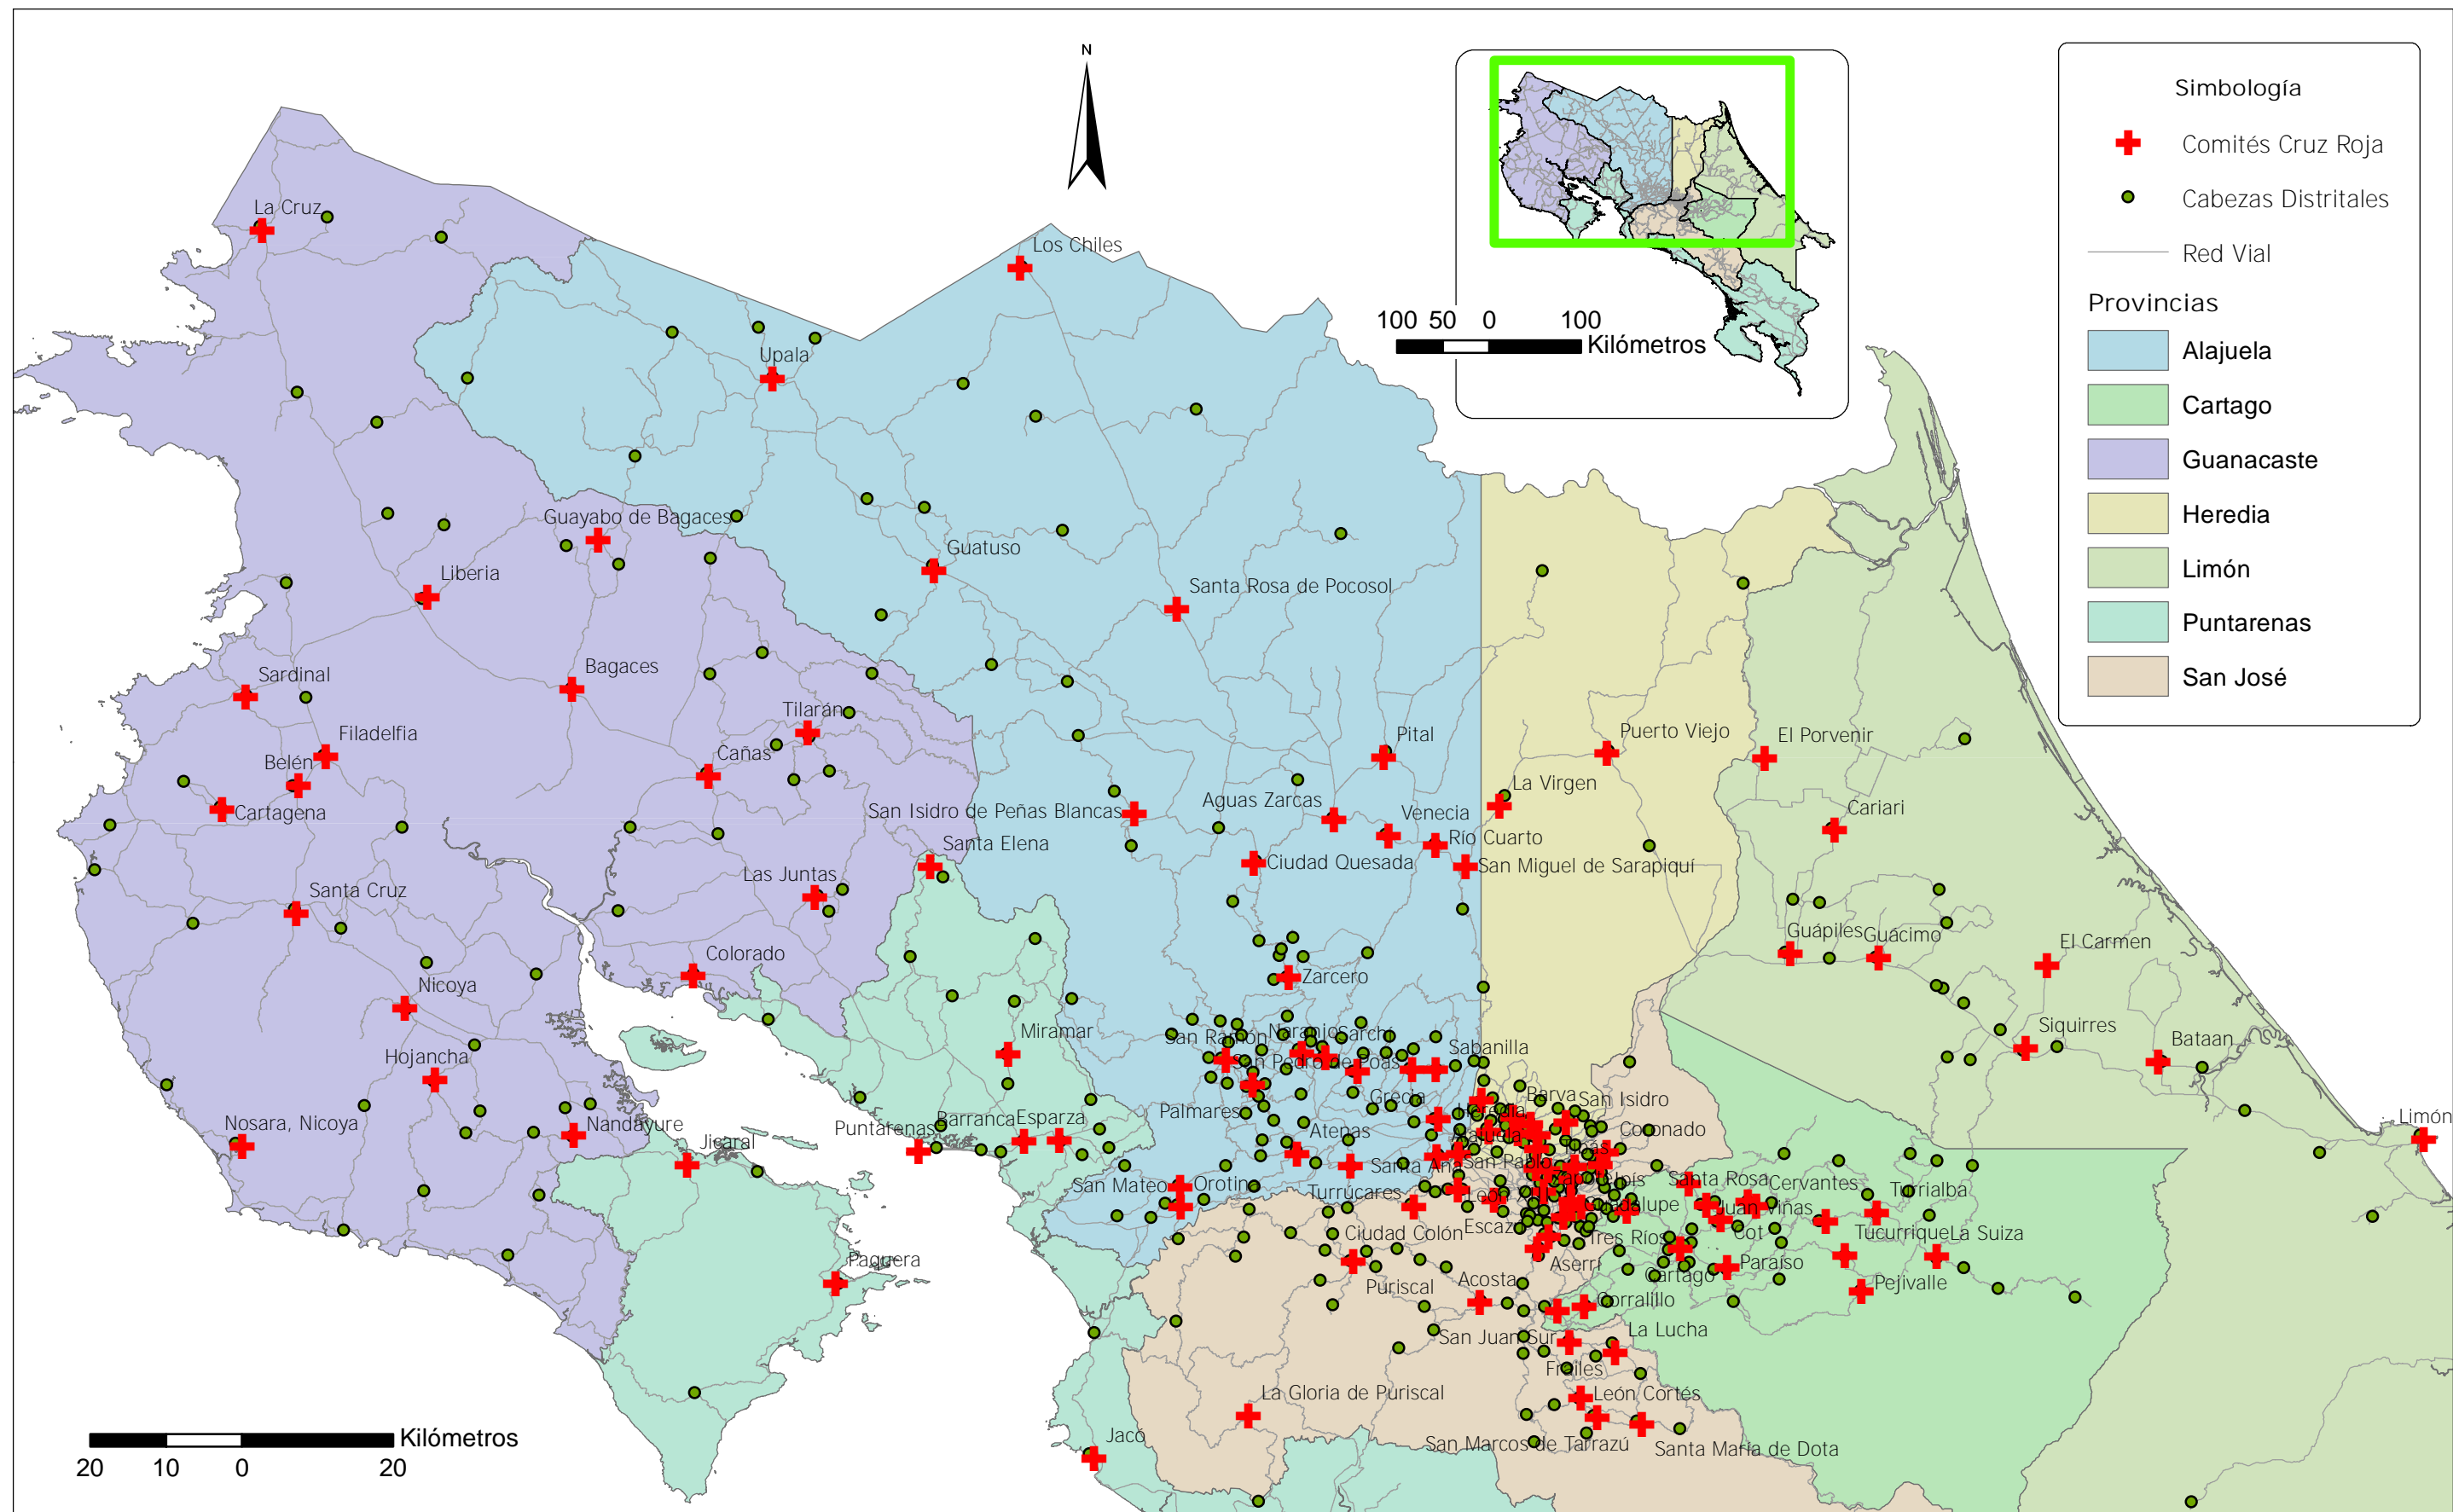 N
Simbología
Comités Cruz Roja
Cabezas Distritales
Red Vial
Provincias
Alajuela
Cartago
Guanacaste
Heredia
Limón
Puntarenas
San José
100 50 0 100
Kilómetros
La Cruz
Los Chiles
Upala
Guayabo de Bagaces
Guatuso
Liberia
Santa Rosa de Pocosol
Sardinal
Bagaces
Tilarán
Filadelfia
Pital
Puerto Viejo
El Porvenir
Belén
Cañas
La Virgen
Cartagena
San Isidro de Peñas Blancas
Aguas Zarcas
Venecia
Cariari
Santa Elena
Río Cuarto
Ciudad Quesada
San Miguel de Sarapiquí
Las Juntas
Santa Cruz
Guápiles
Guácimo
El Carmen
Colorado
Zarcero
Nicoya
Miramar
San Ramón
Naranjo
Sarchí
Sabanilla
Siquirres
Bataan
Hojancha
San Pedro de Poás
Grecia
Barva
San Isidro
Palmares
Heredia
Nosara, Nicoya
Nandayure
Jicaral
Puntarenas
Barranca
Esparza
Atenas
Alajuela
Coronado
Limón
Santa Ana
San Pablo
San Mateo
Orotina
Turrúcares
Santa Rosa
Cervantes
Turrialba
Guadalupe
Juan Viñas
Ciudad Colón
Tres Ríos
Cot
Tucurrique
La Suiza
Paquera
Aserrí
Cartago
Paraíso
Puriscal
Acosta
Pejivalle
Corralillo
San Juan Sur
La Lucha
Frailes
La Gloria de Puriscal
León Cortés
Jacó
San Marcos de Tarrazú
Santa María de Dota
Kilómetros
20 10 0 20